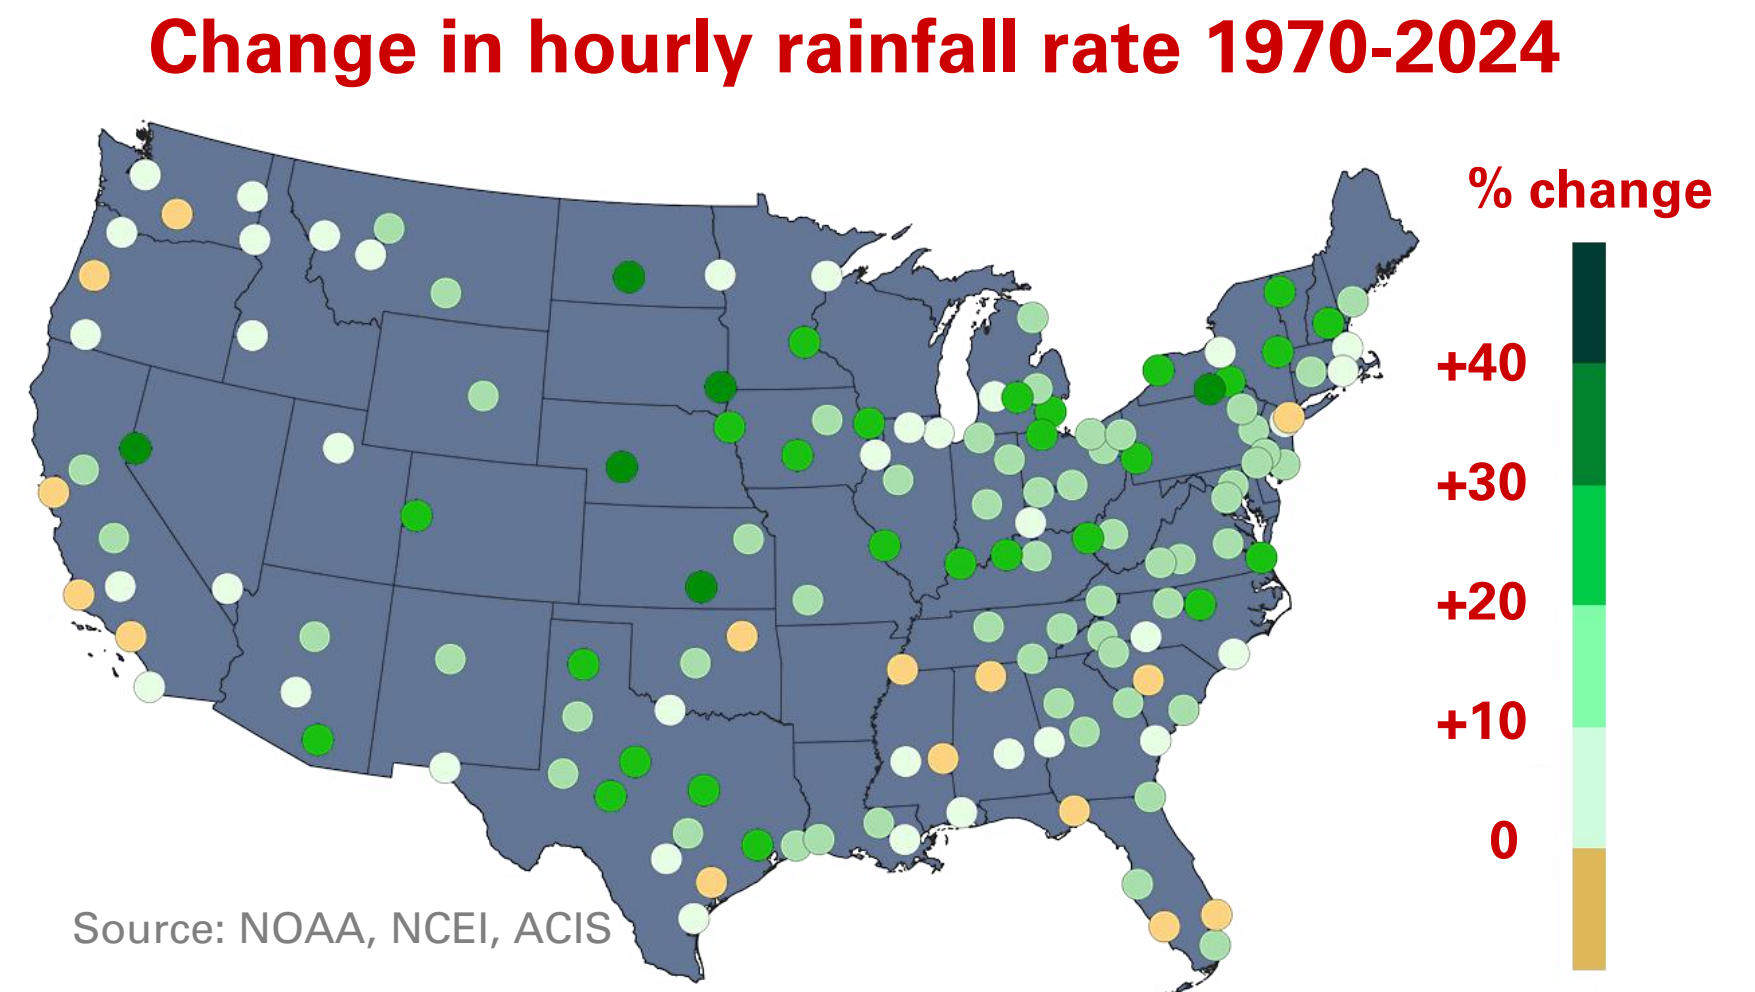 Change in hourly rainfall rate 1970-2024
% change
+40
+30
+20
+10
0
Source: NOAA, NCEI, ACIS